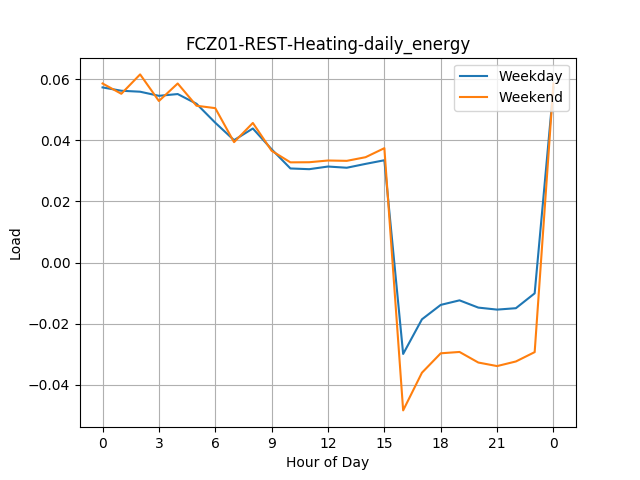 FCZ01-REST-Heating-daily_energy
Weekday
Weekend
Load
0.06
0.04
0.02
0.00
−0.02
−0.04
0 3 6 9 12 15 18 21 0
Hour of Day